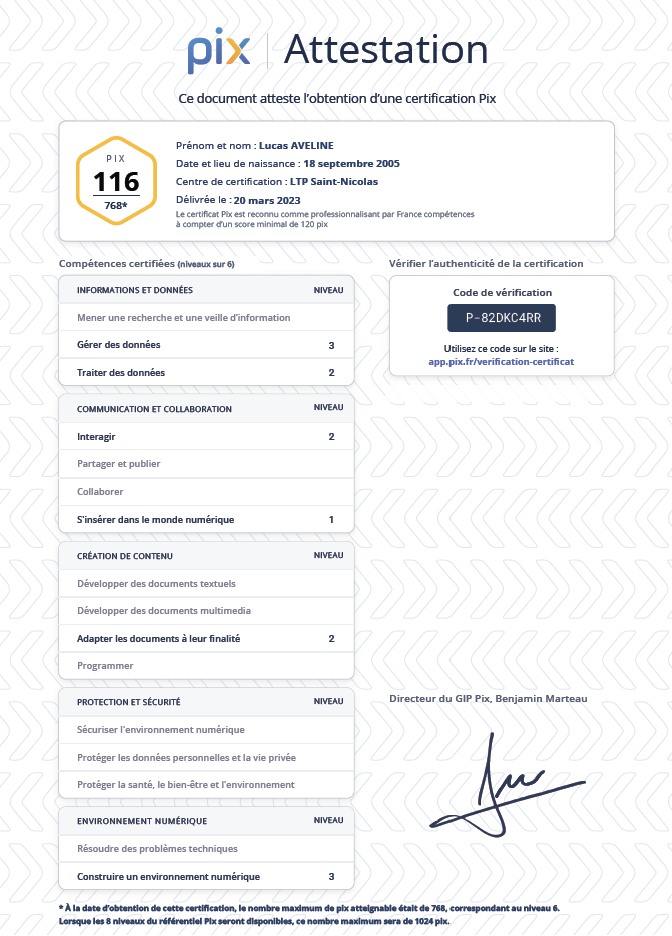 pix Attestation
Ce document atteste l’obtention d’une certification Pix
PIX
116
768*
Prénom et nom : Lucas AVELINE
Date et lieu de naissance : 18 septembre 2005
Centre de certification : LTP Saint-Nicolas
Délivrée le : 20 mars 2023
Le certificat Pix est reconnu comme professionnalisant par France compétences
à compter d’un score minimal de 120 pix
Compétences certifiées (niveaux sur 6)
INFORMATIONS ET DONNÉES NIVEAU
Mener une recherche et une veille d’information
Gérer des données 3
Traiter des données 2
COMMUNICATION ET COLLABORATION NIVEAU
Interagir 2
Partager et publier
Collaborer
S’insérer dans le monde numérique 1
CRÉATION DE CONTENU NIVEAU
Développer des documents textuels
Développer des documents multimedia
Adapter les documents à leur finalité 2
Programmer
PROTECTION ET SÉCURITÉ NIVEAU
Sécuriser l'environnement numérique
Protéger les données personnelles et la vie privée
Protéger la santé, le bien-être et l'environnement
ENVIRONNEMENT NUMÉRIQUE NIVEAU
Résoudre des problèmes techniques
Construire un environnement numérique 3
Vérifier l’authenticité de la certification
Code de vérification
P-82DKC4RR
Utilisez ce code sur le site :
app.pix.fr/verification-certificat
Directeur du GIP Pix, Benjamin Marteau
* À la date d’obtention de cette certification, le nombre maximum de pix atteignable était de 768, correspondant au niveau 6.
Lorsque les 8 niveaux du référentiel Pix seront disponibles, ce nombre maximum sera de 1024 pix.